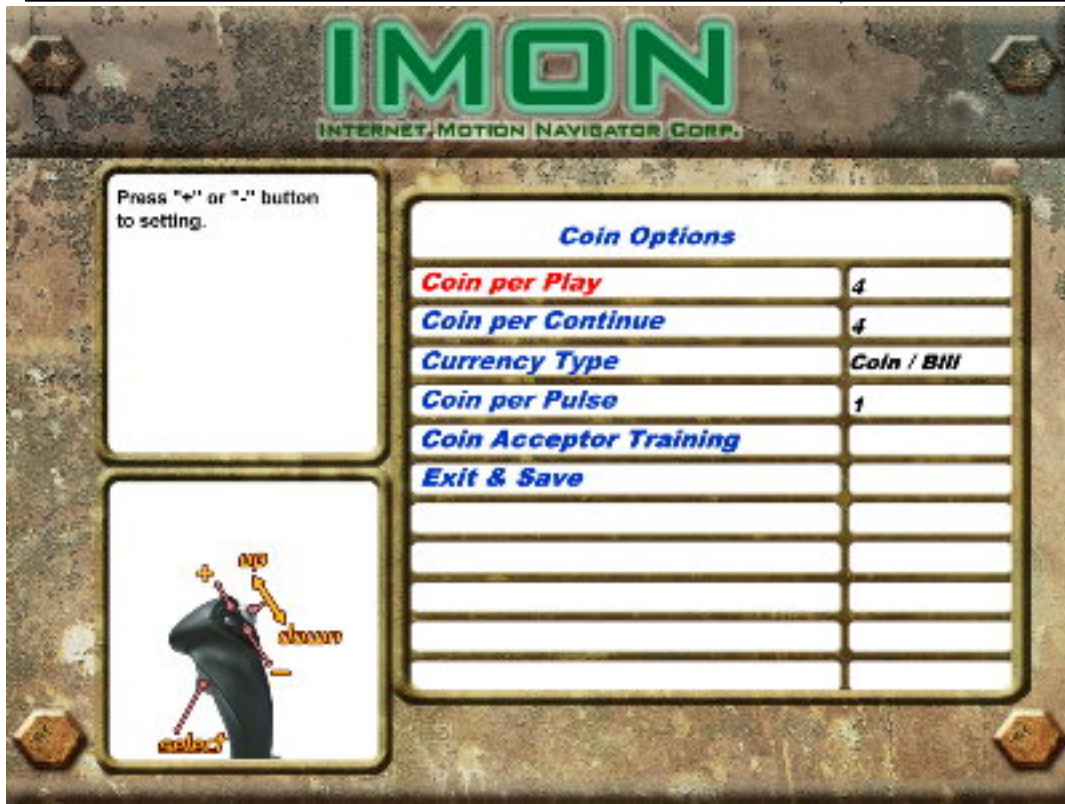 IMON
INTERNET MOTION NAVIGATOR CORP.
Press "+" or "-" button
to setting.
Coin Options
Coin per Play 4
Coin per Continue 4
Currency Type Coin / Bill
Coin per Pulse 1
Coin Acceptor Training
Exit & Save
+ up
down
-
select